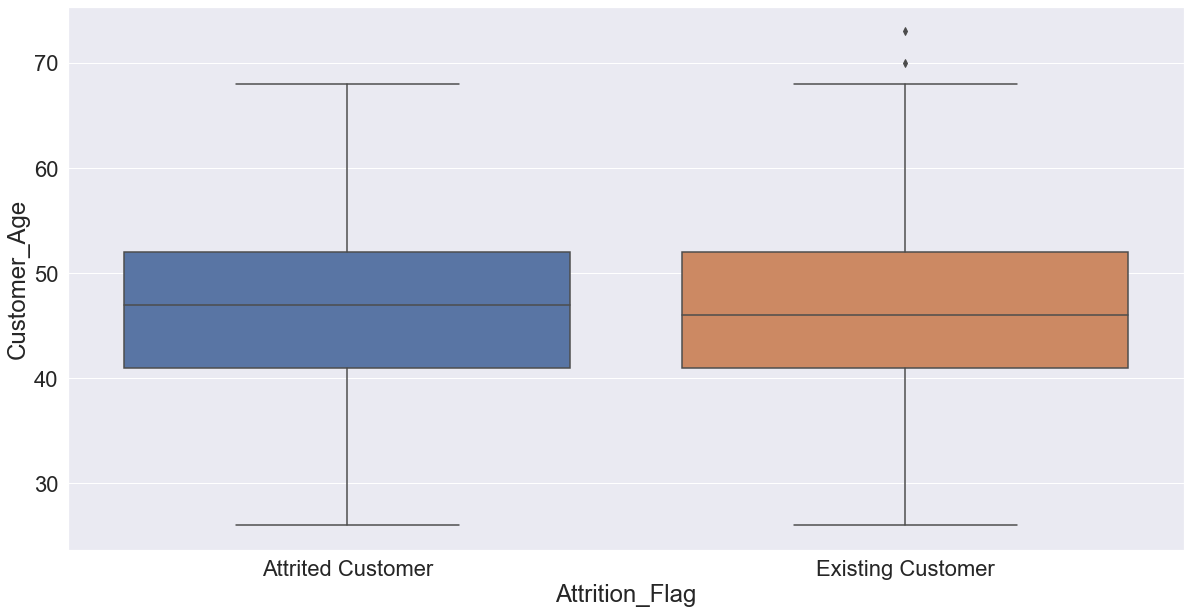 70
60
50
40
30
Customer_Age
Attrited Customer
Existing Customer
Attrition_Flag